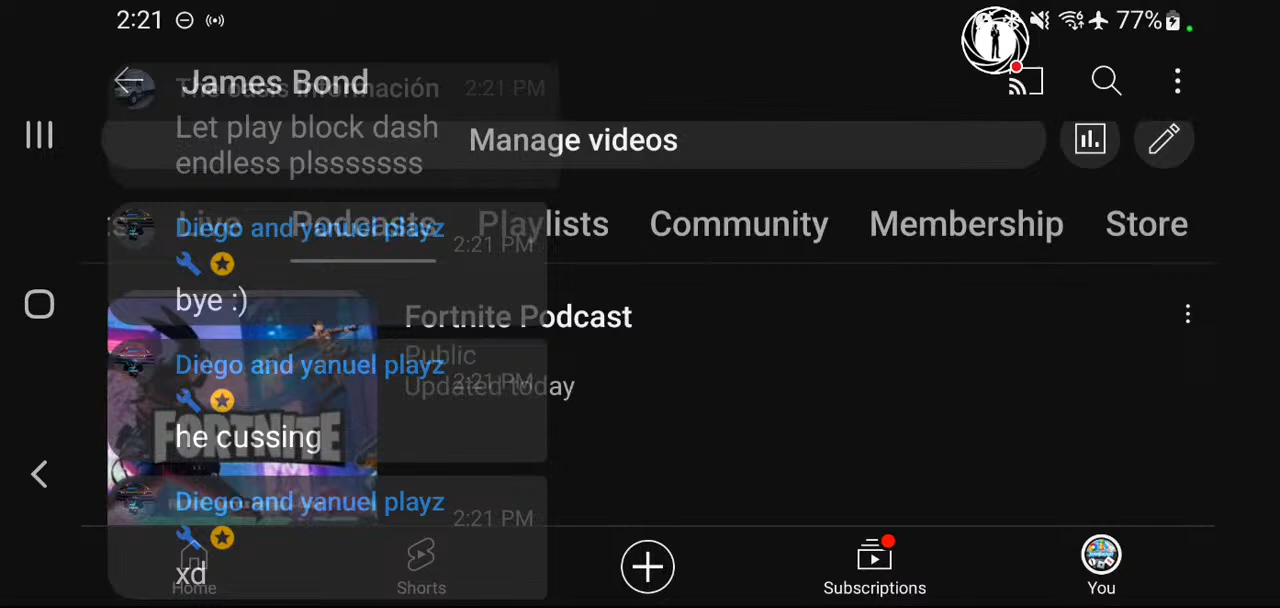 2:21
77%
James Bond
The oasis información 2:21 PM
Let play block dash
endless plsssssss
Manage videos
Live Podcasts Playlists Community Membership Store
Diego and yanuel playz
2:21 PM
bye :)
Fortnite Podcast
Public
Updated today
Diego and yanuel playz
2:21 PM
he cussing
FORTNITE
Diego and yanuel playz
2:21 PM
xd
Home Shorts Subscriptions You